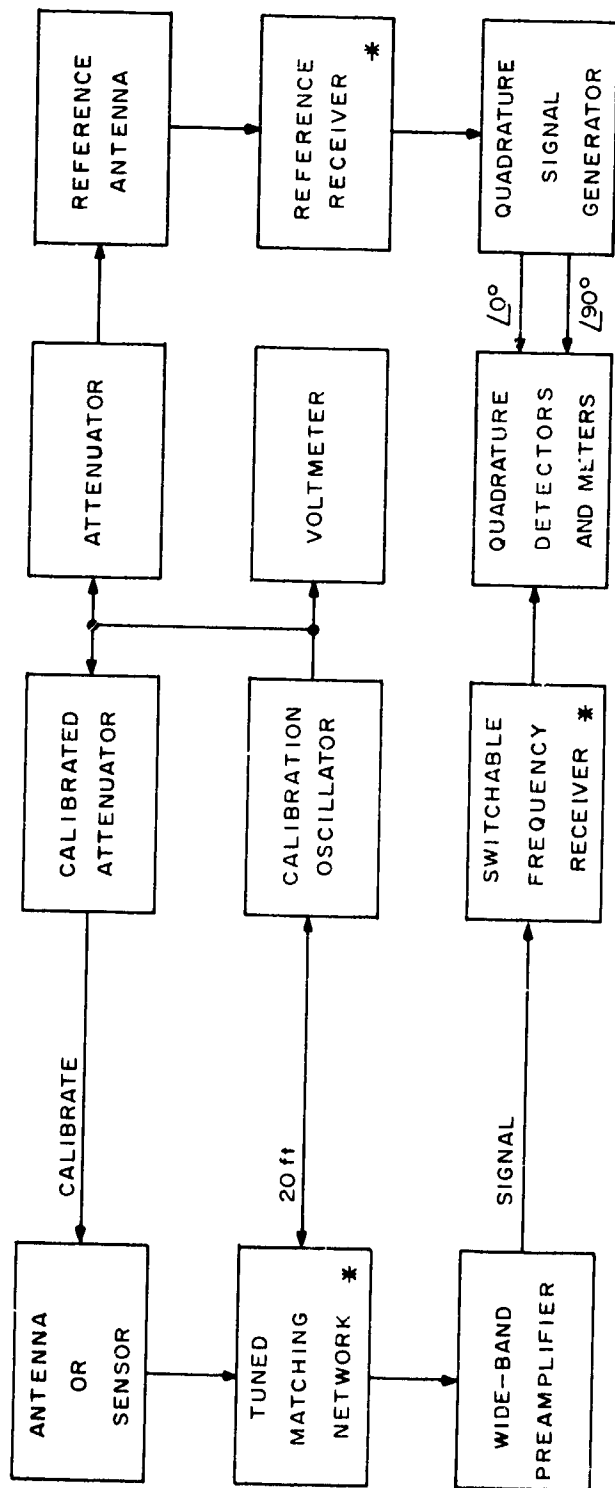 ANTENNA
OR
SENSOR
CALIBRATE
CALIBRATED
ATTENUATOR
ATTENUATOR
REFERENCE
ANTENNA
TUNED
MATCHING
NETWORK *
20 ft
CALIBRATION
OSCILLATOR
VOLTMETER
REFERENCE
RECEIVER *
WIDE-BAND
PREAMPLIFIER
SIGNAL
SWITCHABLE
FREQUENCY
RECEIVER *
QUADRATURE
DETECTORS
AND METERS
∠0°
∠90°
QUADRATURE
SIGNAL
GENERATOR